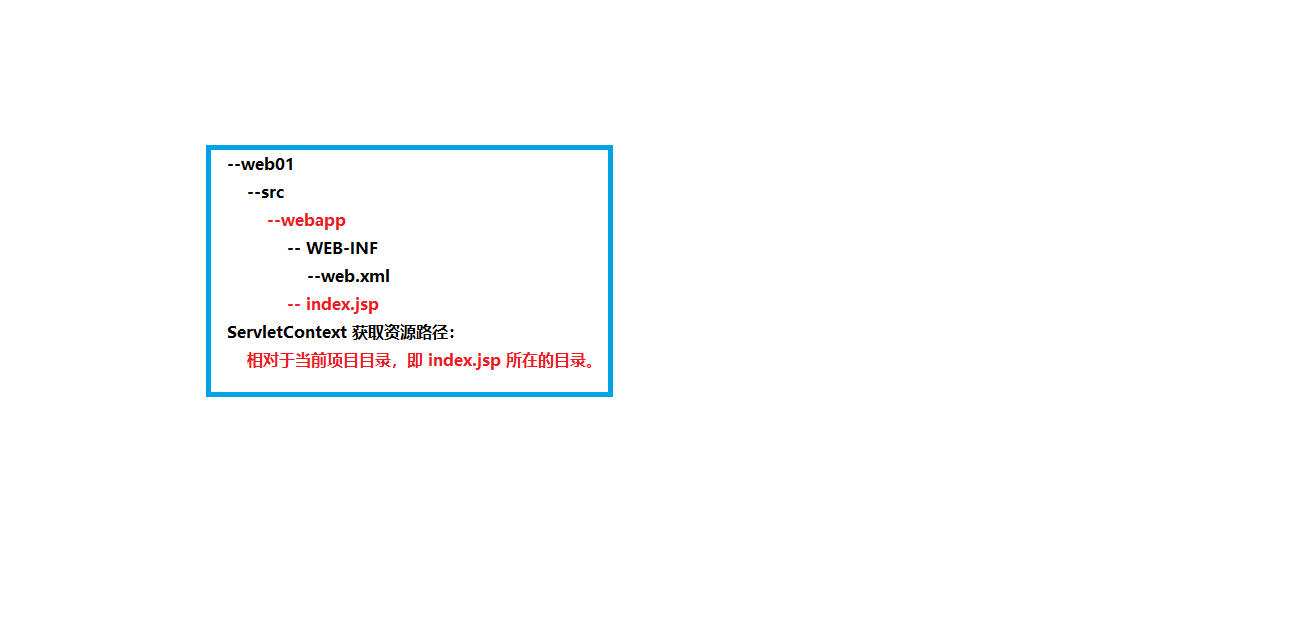 --web01
--src
--webapp
-- WEB-INF
--web.xml
-- index.jsp
ServletContext 获取资源路径：
相对于当前项目目录，即 index.jsp 所在的目录。